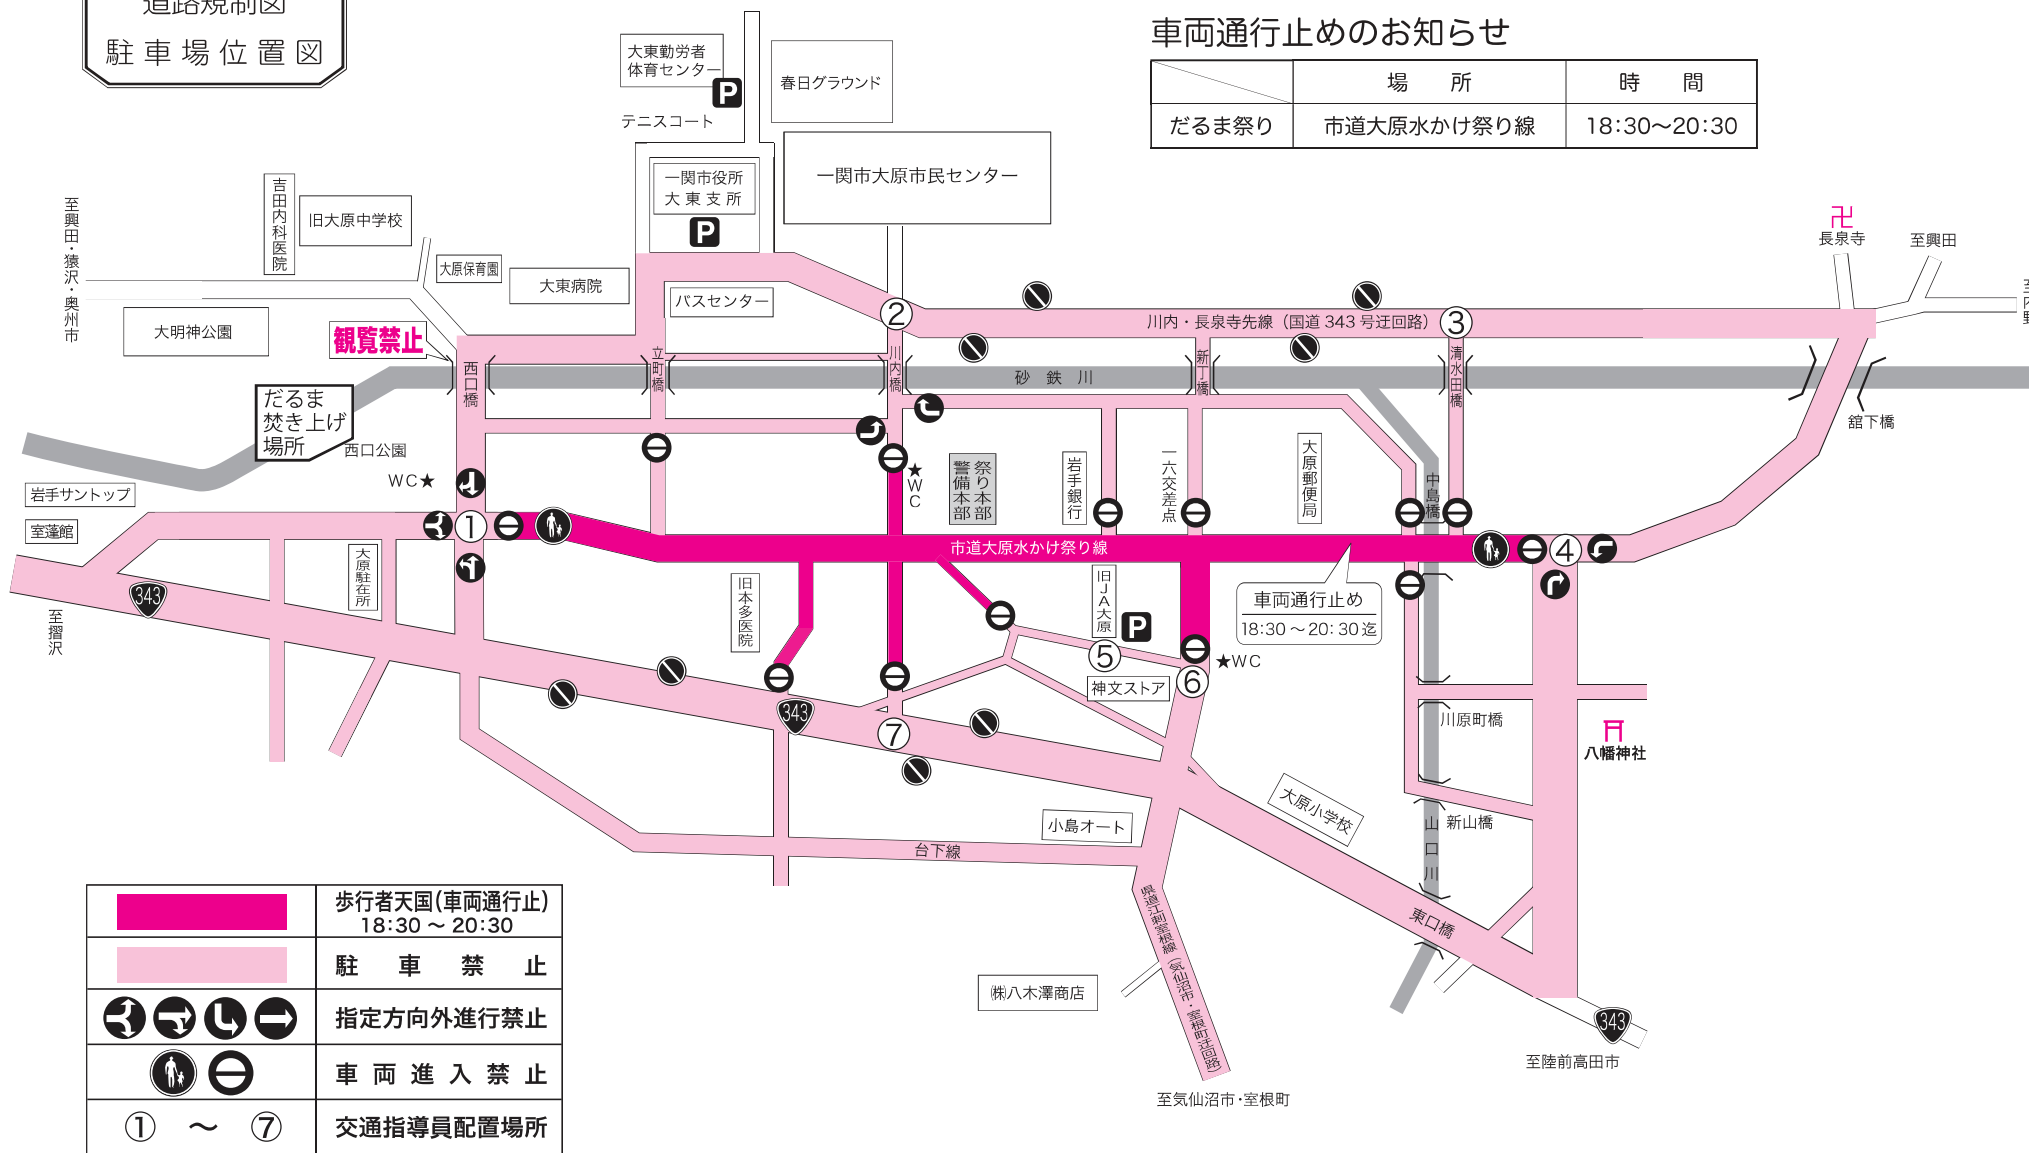 道路規制図
駐車場位置図
車両通行止めのお知らせ
場　所
時　間
だるま祭り
市道大原水かけ祭り線
18:30～20:30
大東勤労者
体育センター
P
テニスコート
春日グラウンド
一関市役所
大東支所
P
一関市大原市民センター
至興田・猿沢・奥州市
吉田内科医院
旧大原中学校
大原保育園
大東病院
大明神公園
バスセンター
観覧禁止
だるま
焚き上げ
場所
西口公園
西口橋
立町橋
川内橋
新丁橋
清水田橋
砂鉄川
②
川内・長泉寺先線（国道 343 号迂回路）
③
卍
長泉寺
至興田
舘下橋
WC★
★WC
岩手サントップ
室蓬館
①
大原駐在所
343
至摺沢
祭り本部
警備本部
岩手銀行
一六交差点
大原郵便局
中島橋
市道大原水かけ祭り線
④
旧本多医院
旧JA大原
P
⑤
神文ストア
⑥
★WC
車両通行止め
18:30～20:30迄
343
⑦
川原町橋
八幡神社
新山橋
山口川
大原小学校
小島オート
台下線
東口橋
県道江刺室根線（気仙沼市・室根町迂回路）
㈱八木澤商店
343
至陸前高田市
至気仙沼市・室根町
歩行者天国(車両通行止)
18:30～20:30
駐車禁止
指定方向外進行禁止
車両進入禁止
①　～　⑦
交通指導員配置場所